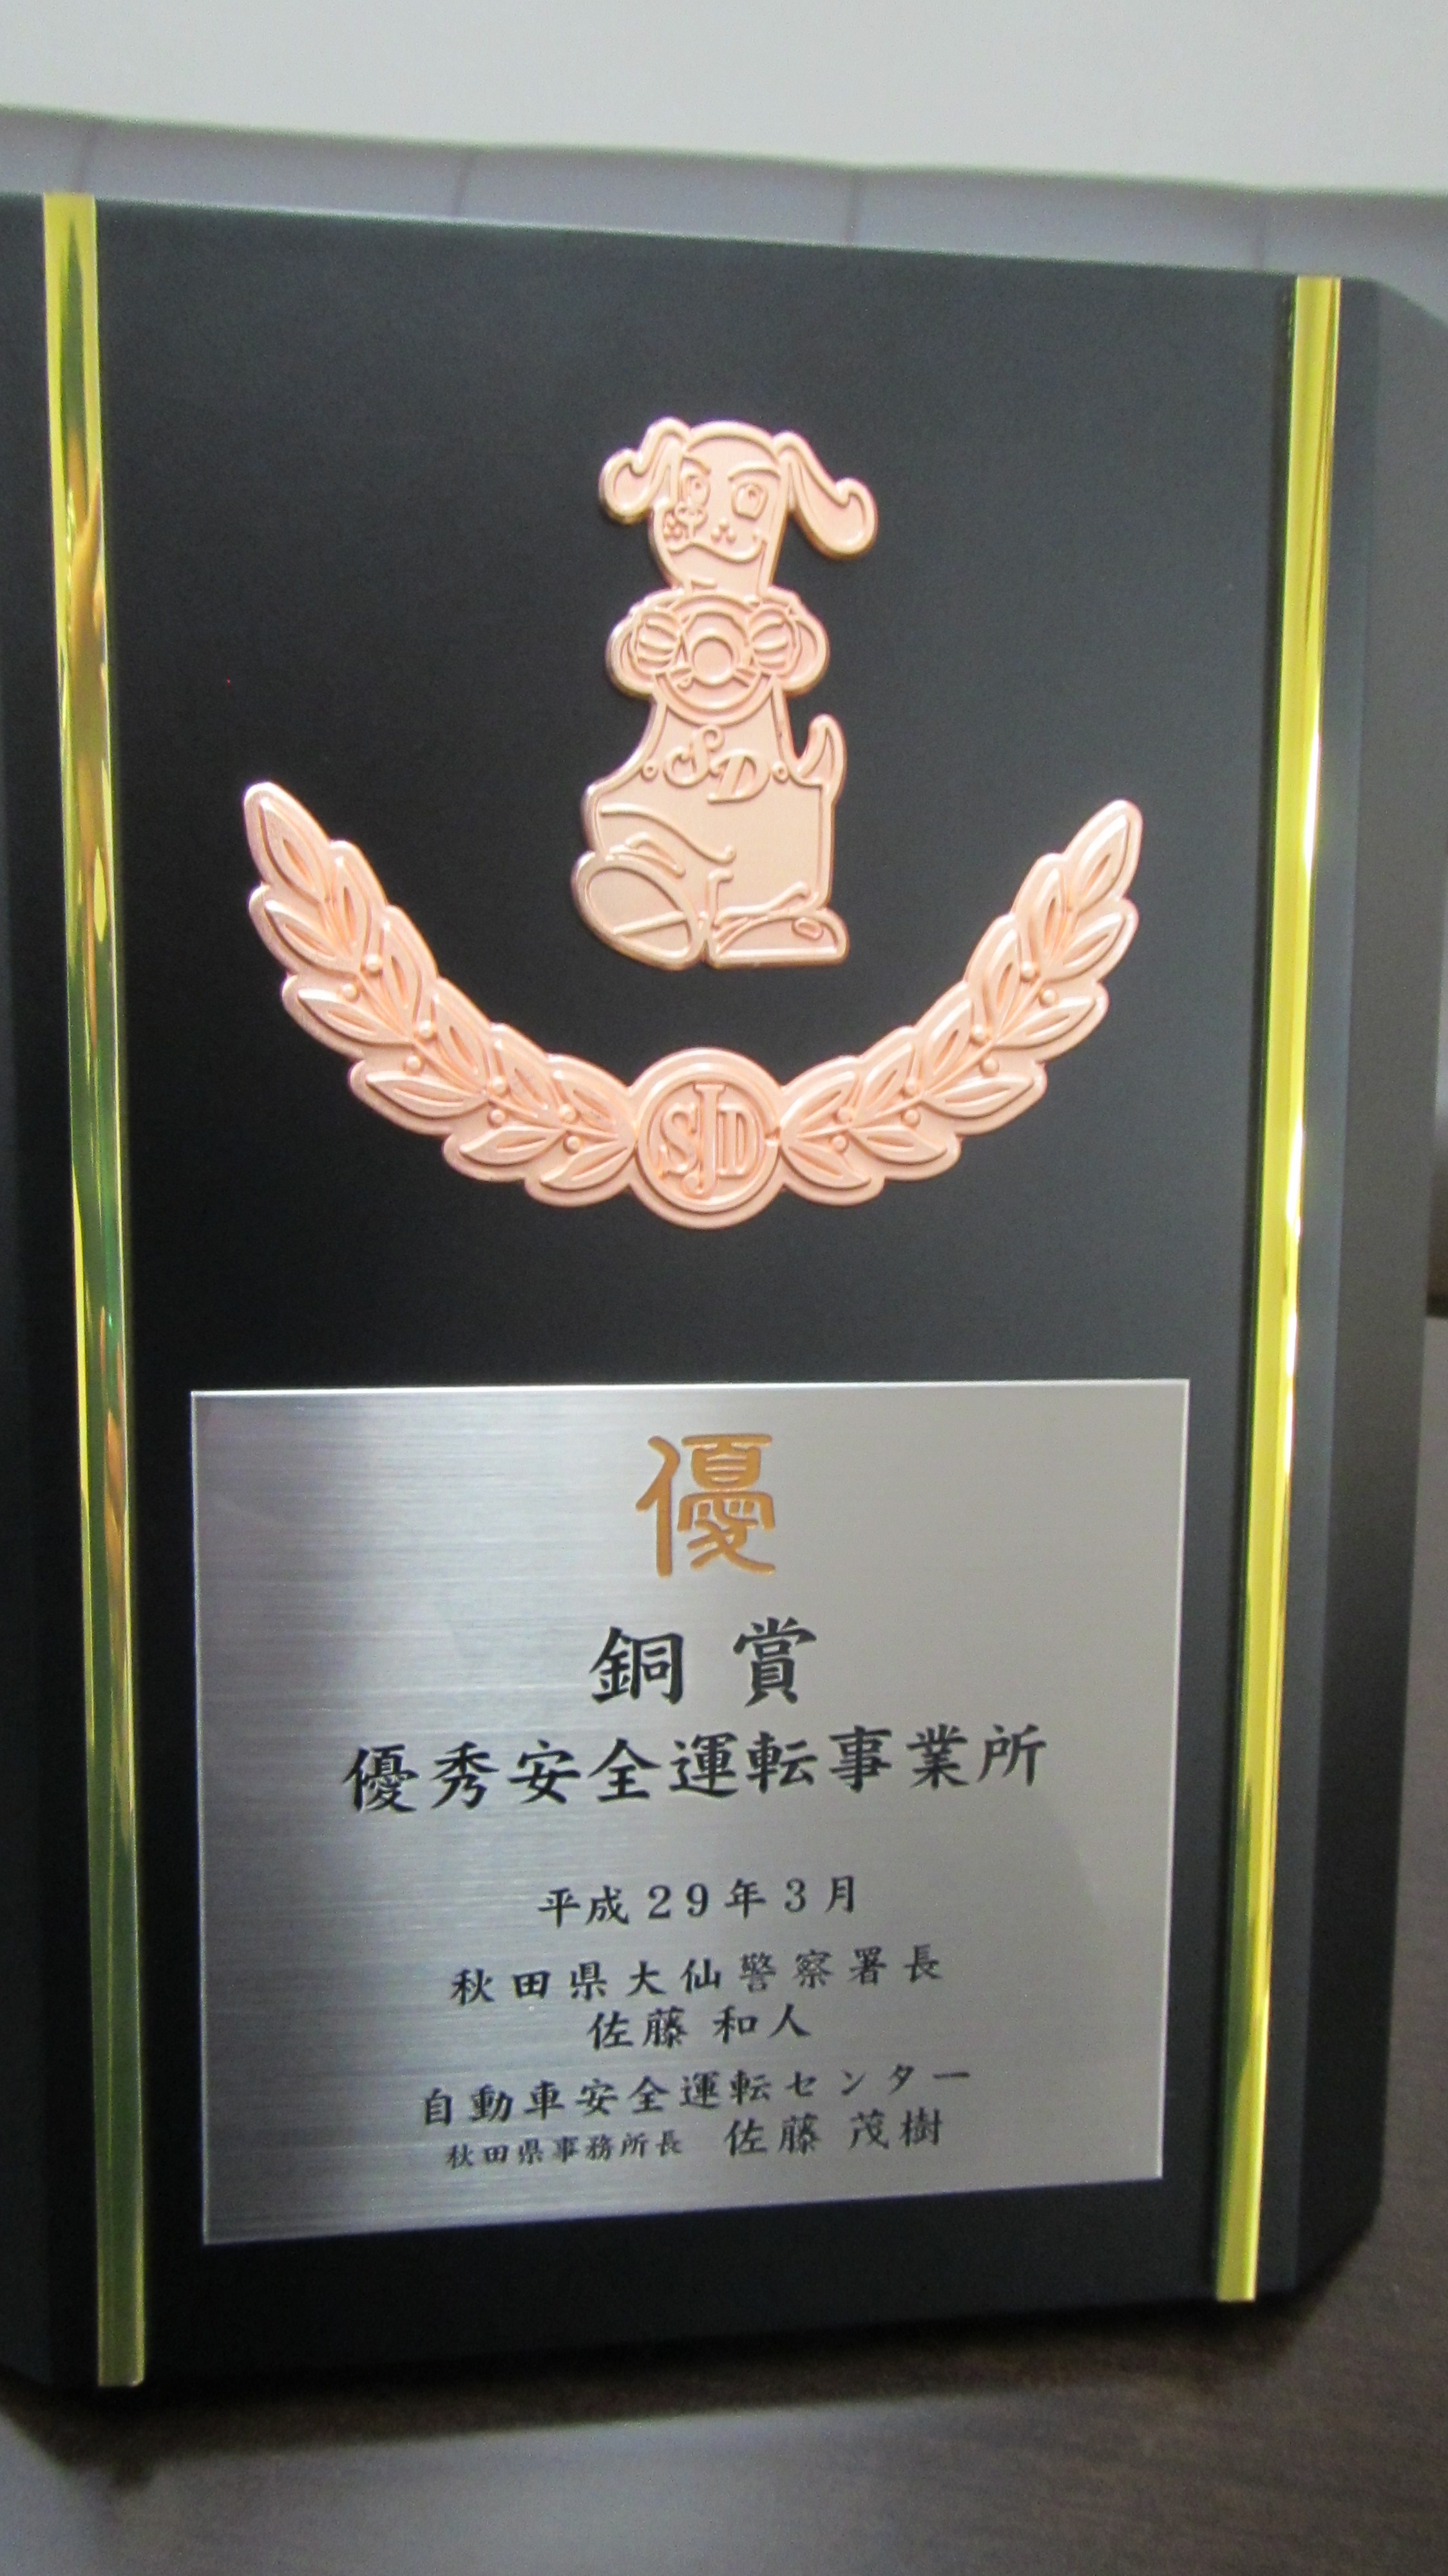 SD
SJD
優
銅賞
優秀安全運転事業所
平成29年3月
秋田県大仙警察署長
佐藤 和人
自動車安全運転センター
秋田県事務所長 佐藤 茂樹